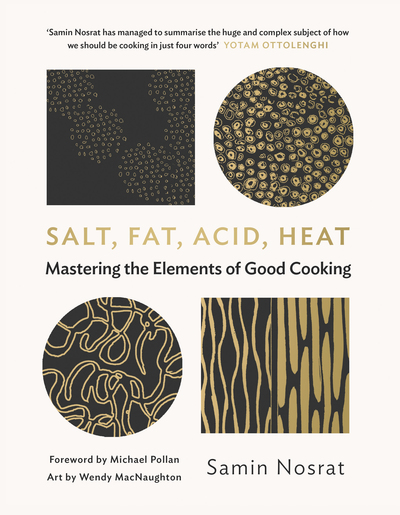 ‘Samin Nosrat has managed to summarise the huge and complex subject of how
we should be cooking in just four words’ YOTAM OTTOLENGHI
SALT, FAT, ACID, HEAT
Mastering the Elements of Good Cooking
Foreword by Michael Pollan
Art by Wendy MacNaughton
Samin Nosrat